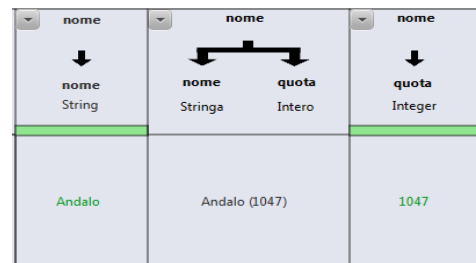 nome nome nome
nome nome quota quota
String Stringa Intero Integer
Andalo Andalo (1047) 1047